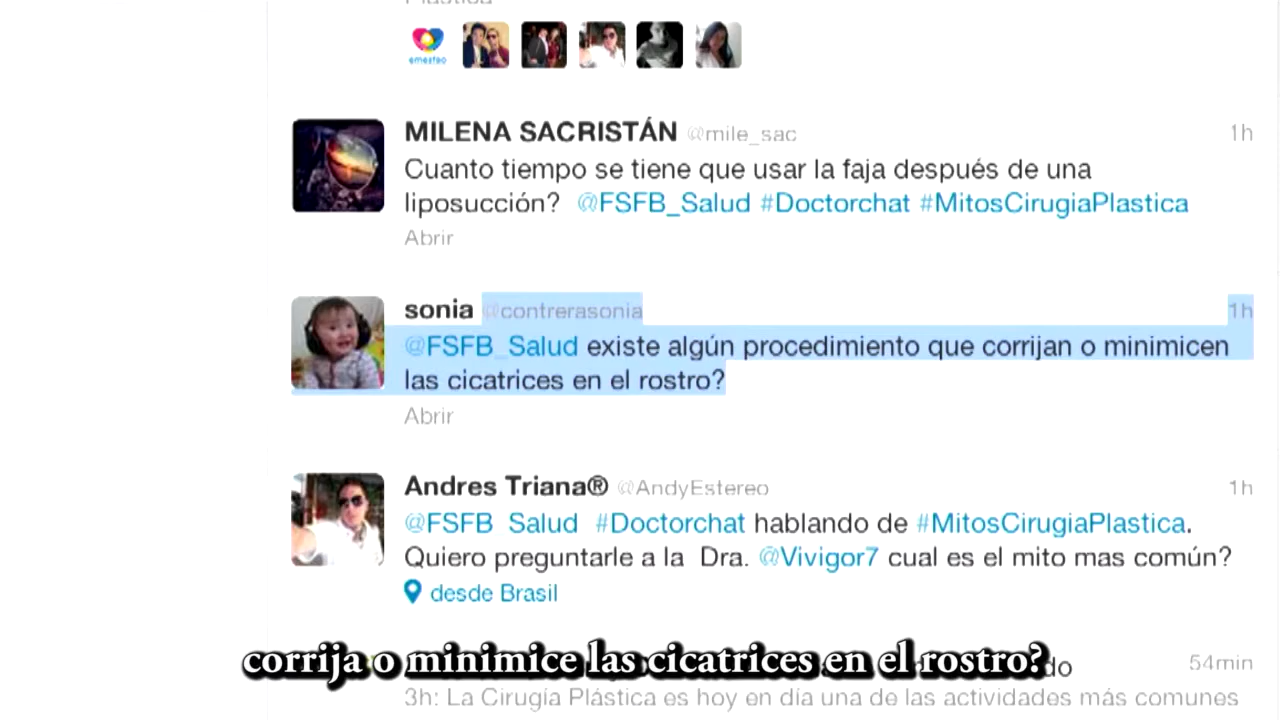 emesteo
MILENA SACRISTÁN @mile_sac 1h
Cuanto tiempo se tiene que usar la faja después de una
liposucción? @FSFB_Salud #Doctorchat #MitosCirugiaPlastica
Abrir
sonia @contrerasonia 1h
@FSFB_Salud existe algún procedimiento que corrijan o minimicen
las cicatrices en el rostro?
Abrir
Andres Triana® @AndyEstereo 1h
@FSFB Salud #Doctorchat hablando de #MitosCirugiaPlastica.
Quiero preguntarle a la Dra. @Vivigor7 cual es el mito mas común?
desde Brasil
corrija o minimice las cicatrices en el rostro?
54min
3h: La Cirugía Plástica es hoy en día una de las actividades más comunes